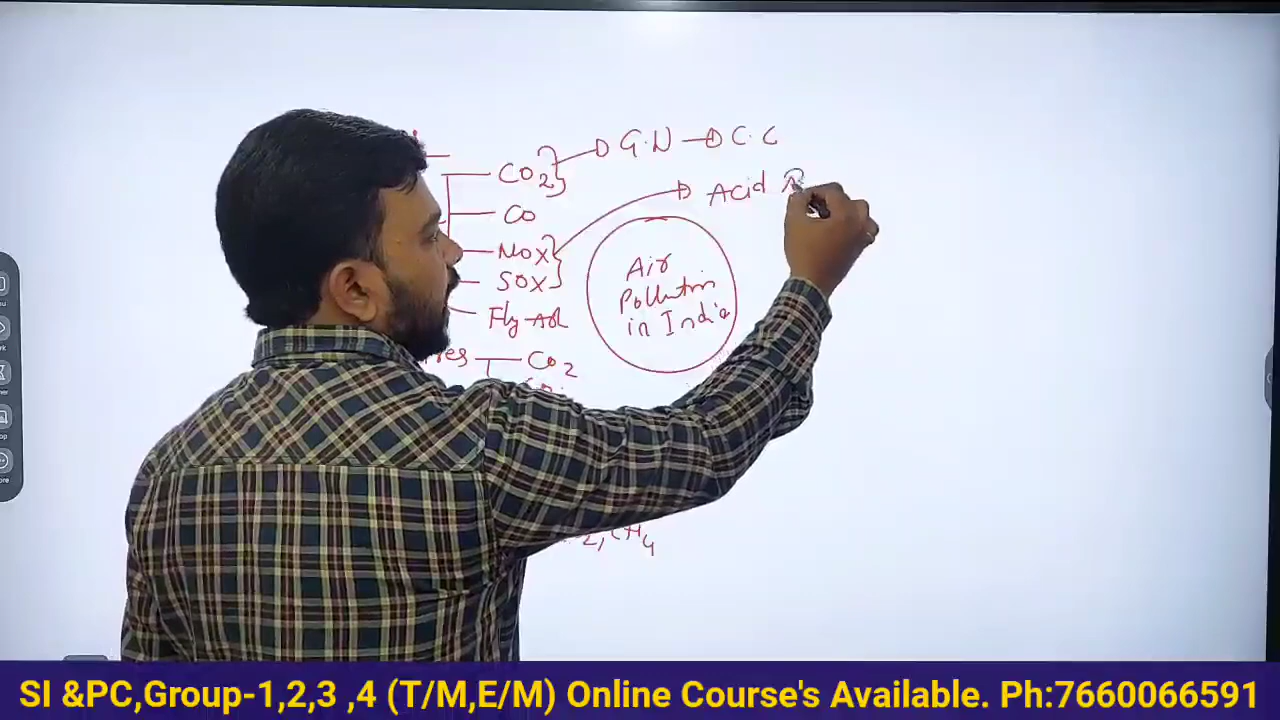 CO2 → G.W → C.C
CO
NOX → Acid R
SOX
Fly Ash
Air
Pollution
in India
CO2
CH4
SI &PC,Group-1,2,3 ,4 (T/M,E/M) Online Course's Available. Ph:7660066591